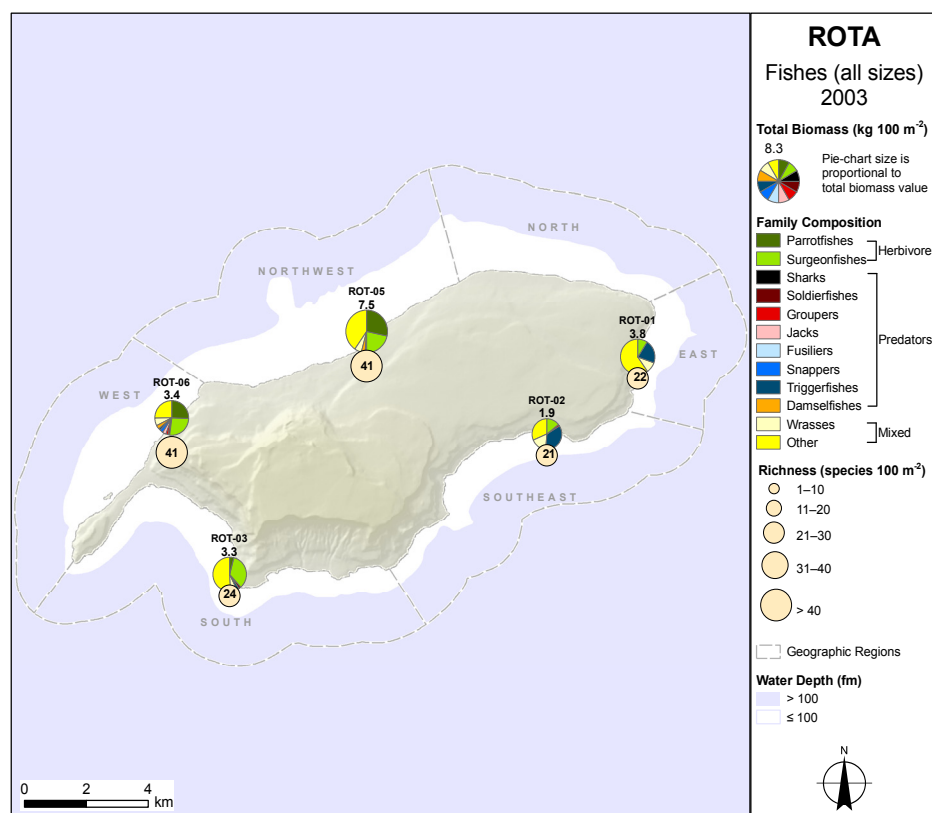 ROTA
Fishes (all sizes)
2003
Total Biomass (kg 100 m⁻²)
8.3
Pie-chart size is
proportional to
total biomass value
Family Composition
Parrotfishes
Surgeonfishes
Herbivore
Sharks
Soldierfishes
Groupers
Jacks
Fusiliers
Snappers
Triggerfishes
Damselfishes
Predators
Wrasses
Other
Mixed
Richness (species 100 m⁻²)
1–10
11–20
21–30
31–40
> 40
Geographic Regions
Water Depth (fm)
> 100
≤ 100
N
NORTH
NORTHWEST
ROT-05
7.5
41
ROT-01
3.8
22
EAST
WEST
ROT-06
3.4
41
ROT-02
1.9
21
SOUTHEAST
ROT-03
3.3
24
SOUTH
0 2 4
km